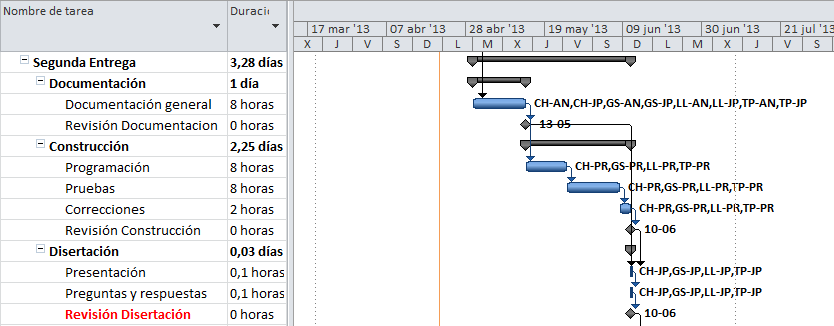 Nombre de tarea Duració
17 mar '13 07 abr '13 28 abr '13 19 may '13 09 jun '13 30 jun '13 21 jul '13
X J V S D L M X J V S D L M X J V S
Segunda Entrega 3,28 días
Documentación 1 día
Documentación general 8 horas CH-AN,CH-JP,GS-AN,GS-JP,LL-AN,LL-JP,TP-AN,TP-JP
Revisión Documentacion 0 horas 13-05
Construcción 2,25 días
Programación 8 horas CH-PR,GS-PR,LL-PR,TP-PR
Pruebas 8 horas CH-PR,GS-PR,LL-PR,TP-PR
Correcciones 2 horas CH-PR,GS-PR,LL-PR,TP-PR
Revisión Construcción 0 horas 10-06
Disertación 0,03 días
Presentación 0,1 horas CH-JP,GS-JP,LL-JP,TP-JP
Preguntas y respuestas 0,1 horas CH-JP,GS-JP,LL-JP,TP-JP
Revisión Disertación 0 horas 10-06